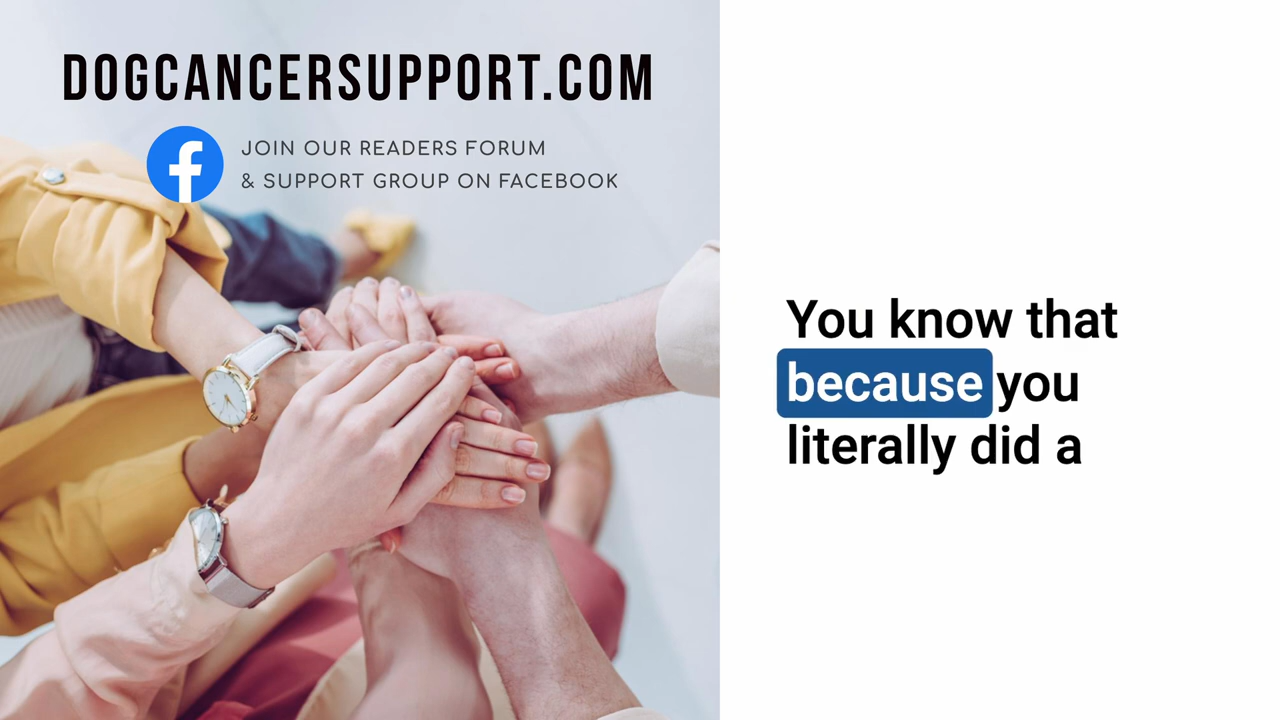 DOGCANCERSUPPORT.COM
JOIN OUR READERS FORUM
& SUPPORT GROUP ON FACEBOOK
You know that
because you
literally did a